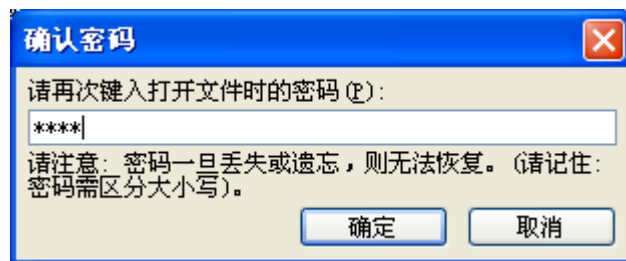 确认密码
请再次键入打开文件时的密码(P):
****
请注意: 密码一旦丢失或遗忘，则无法恢复。(请记住:
密码需区分大小写)。
确定
取消